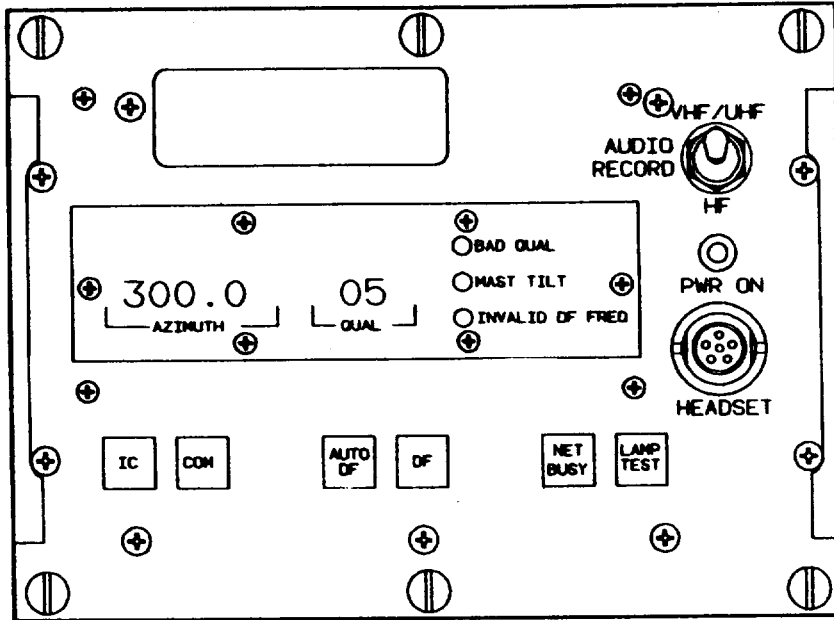 VHF/UHF
AUDIO
RECORD
HF
BAD QUAL
MAST TILT
INVALID DF FREQ
300.0
AZIMUTH
05
QUAL
PWR ON
HEADSET
IC
COM
AUTO
DF
DF
NET
BUSY
LAMP
TEST